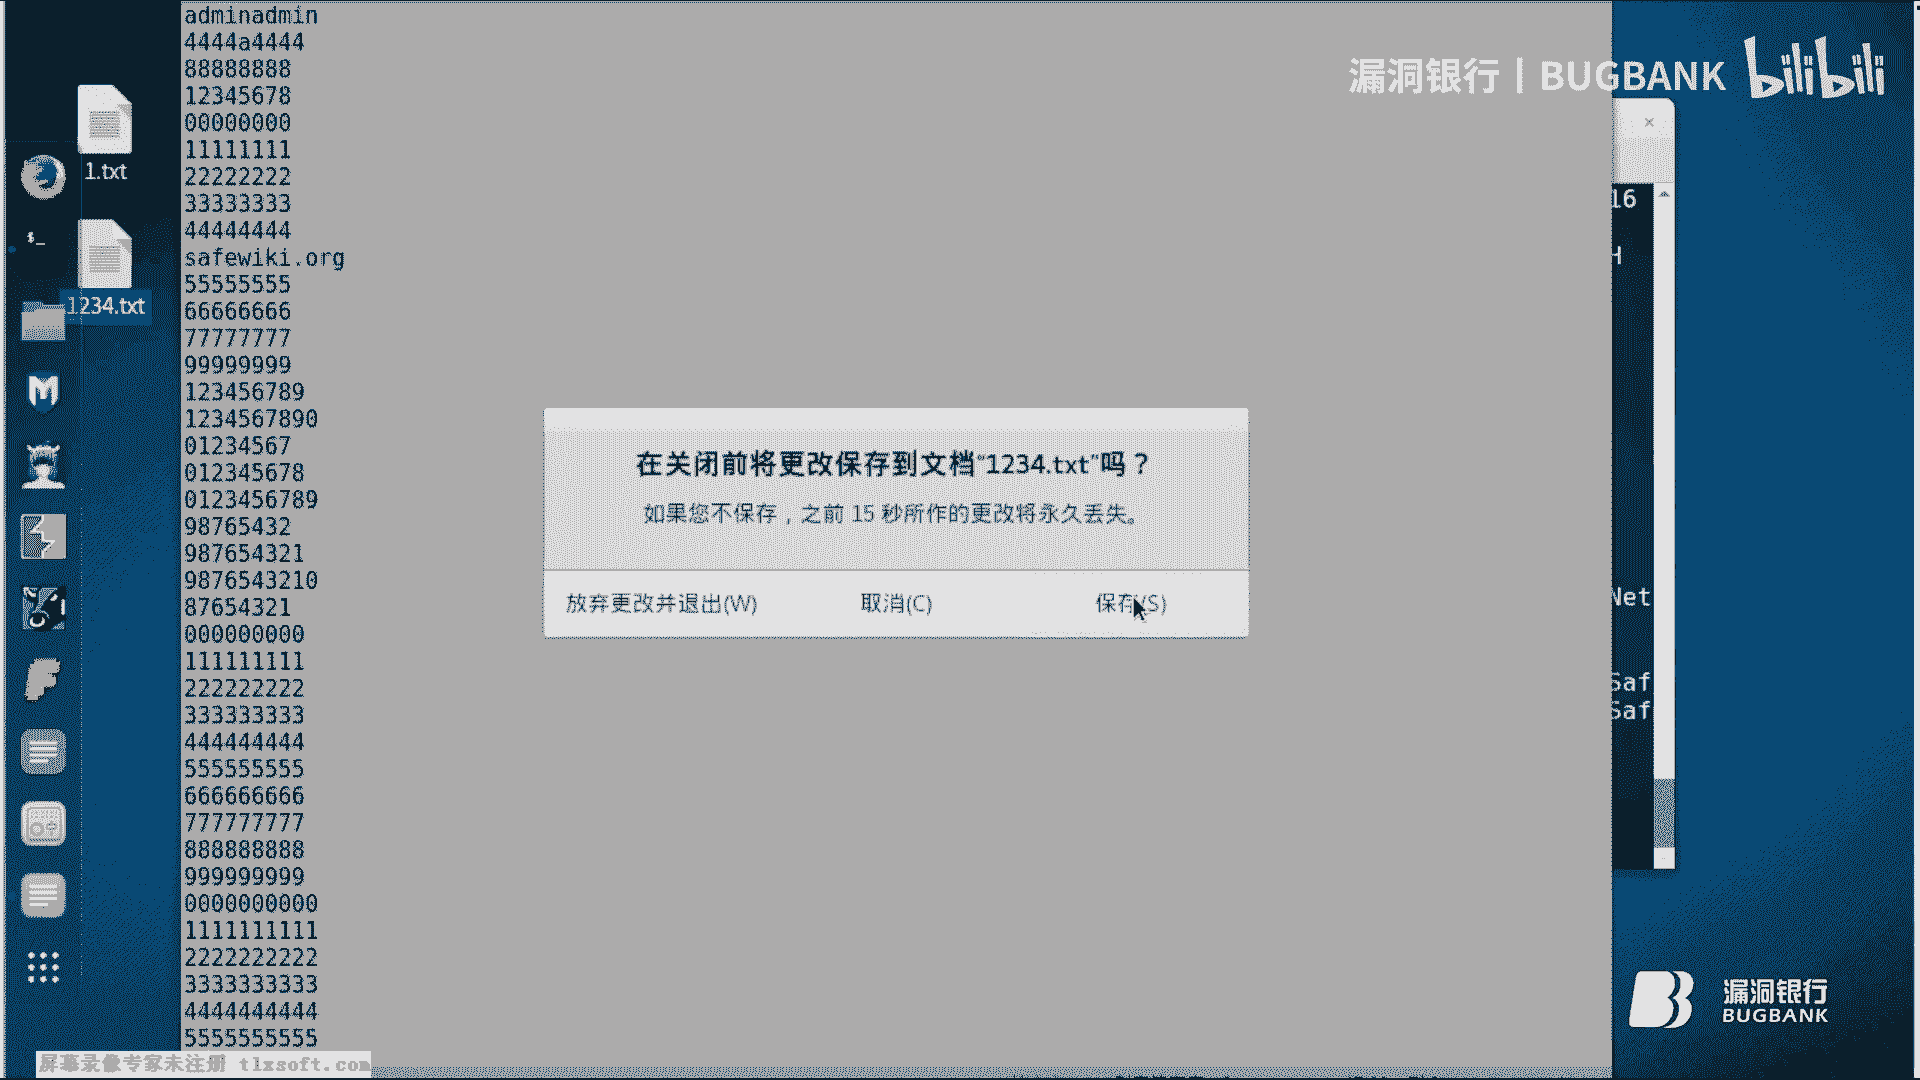 adminadmin
4444a4444
88888888
12345678
00000000
11111111
22222222
33333333
44444444
safewiki.org
55555555
66666666
77777777
99999999
123456789
1234567890
01234567
012345678
0123456789
98765432
987654321
9876543210
87654321
000000000
111111111
222222222
333333333
444444444
555555555
666666666
777777777
888888888
999999999
0000000000
1111111111
2222222222
3333333333
4444444444
5555555555
漏洞银行 | BUGBANK bilibili
1.txt
$_
1234.txt
16
H
Net
Saf
Saf
在关闭前将更改保存到文档“1234.txt”吗？
如果您不保存，之前 15 秒所作的更改将永久丢失。
放弃更改并退出(W)
取消(C)
保存(S)
漏洞银行
BUGBANK
屏幕录像专家未注册 tlxsoft.com